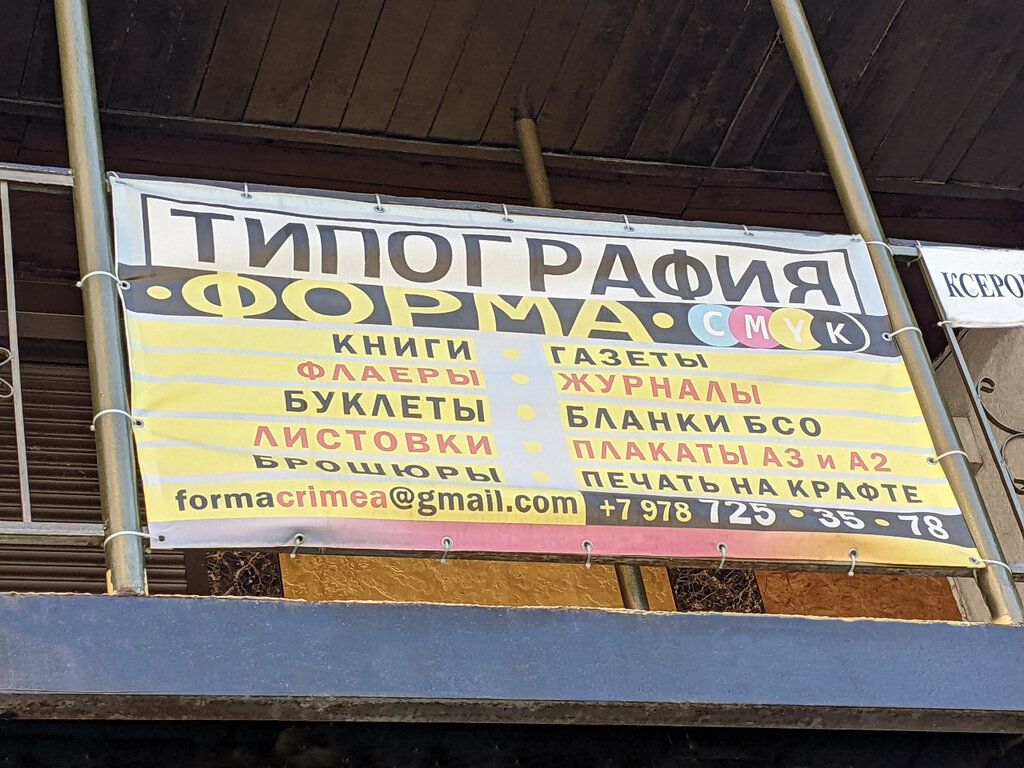 ТИПОГРАФИЯ
•ФОРМА• CMYK
КНИГИ • ГАЗЕТЫ
ФЛАЕРЫ • ЖУРНАЛЫ
БУКЛЕТЫ • БЛАНКИ БСО
ЛИСТОВКИ • ПЛАКАТЫ А3 и А2
БРОШЮРЫ • ПЕЧАТЬ НА КРАФТЕ
formacrimea@gmail.com +7 978 725 • 35 • 78